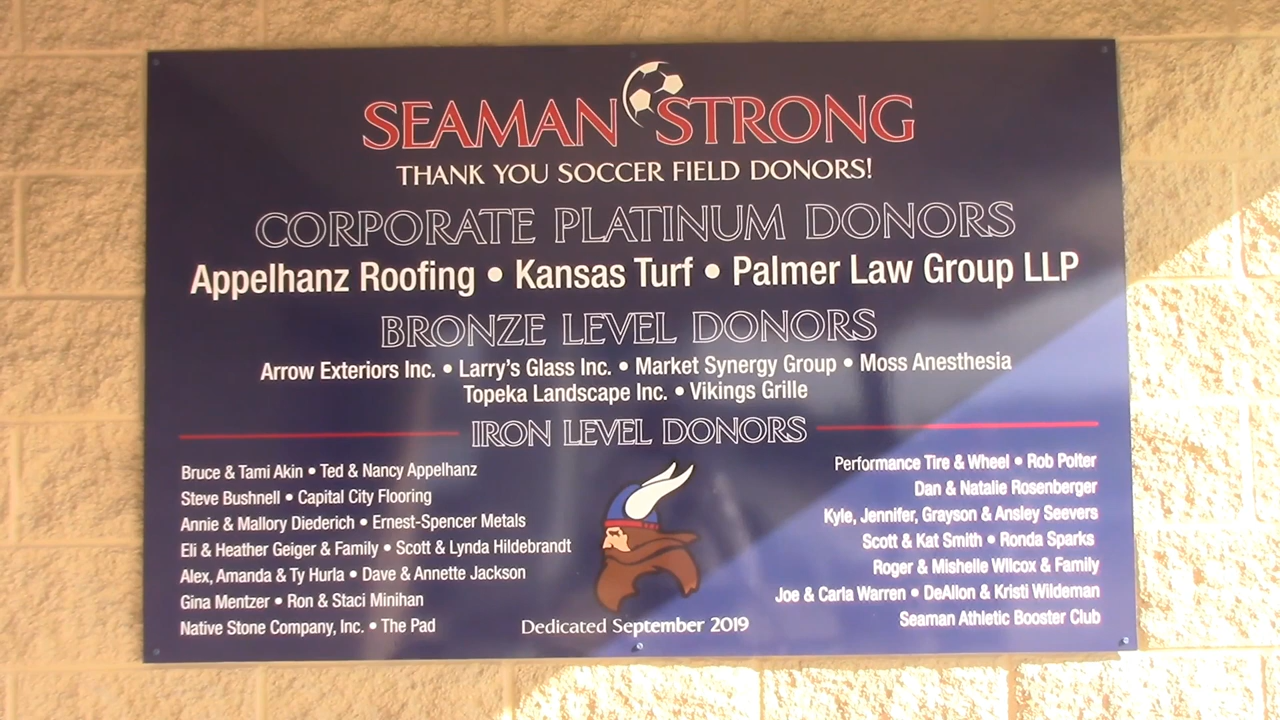 SEAMAN STRONG
THANK YOU SOCCER FIELD DONORS!
CORPORATE PLATINUM DONORS
Appelhanz Roofing • Kansas Turf • Palmer Law Group LLP
BRONZE LEVEL DONORS
Arrow Exteriors Inc. • Larry's Glass Inc. • Market Synergy Group • Moss Anesthesia
Topeka Landscape Inc. • Vikings Grille
IRON LEVEL DONORS
Bruce & Tami Akin • Ted & Nancy Appelhanz
Steve Bushnell • Capital City Flooring
Annie & Mallory Diederich • Ernest-Spencer Metals
Eli & Heather Geiger & Family • Scott & Lynda Hildebrandt
Alex, Amanda & Ty Hurla • Dave & Annette Jackson
Gina Mentzer • Ron & Staci Minihan
Native Stone Company, Inc. • The Pad
Performance Tire & Wheel • Rob Polter
Dan & Natalie Rosenberger
Kyle, Jennifer, Grayson & Ansley Seevers
Scott & Kat Smith • Ronda Sparks
Roger & Mishelle Wilcox & Family
Joe & Carla Warren • DeAllon & Kristi Wildeman
Seaman Athletic Booster Club
Dedicated September 2019